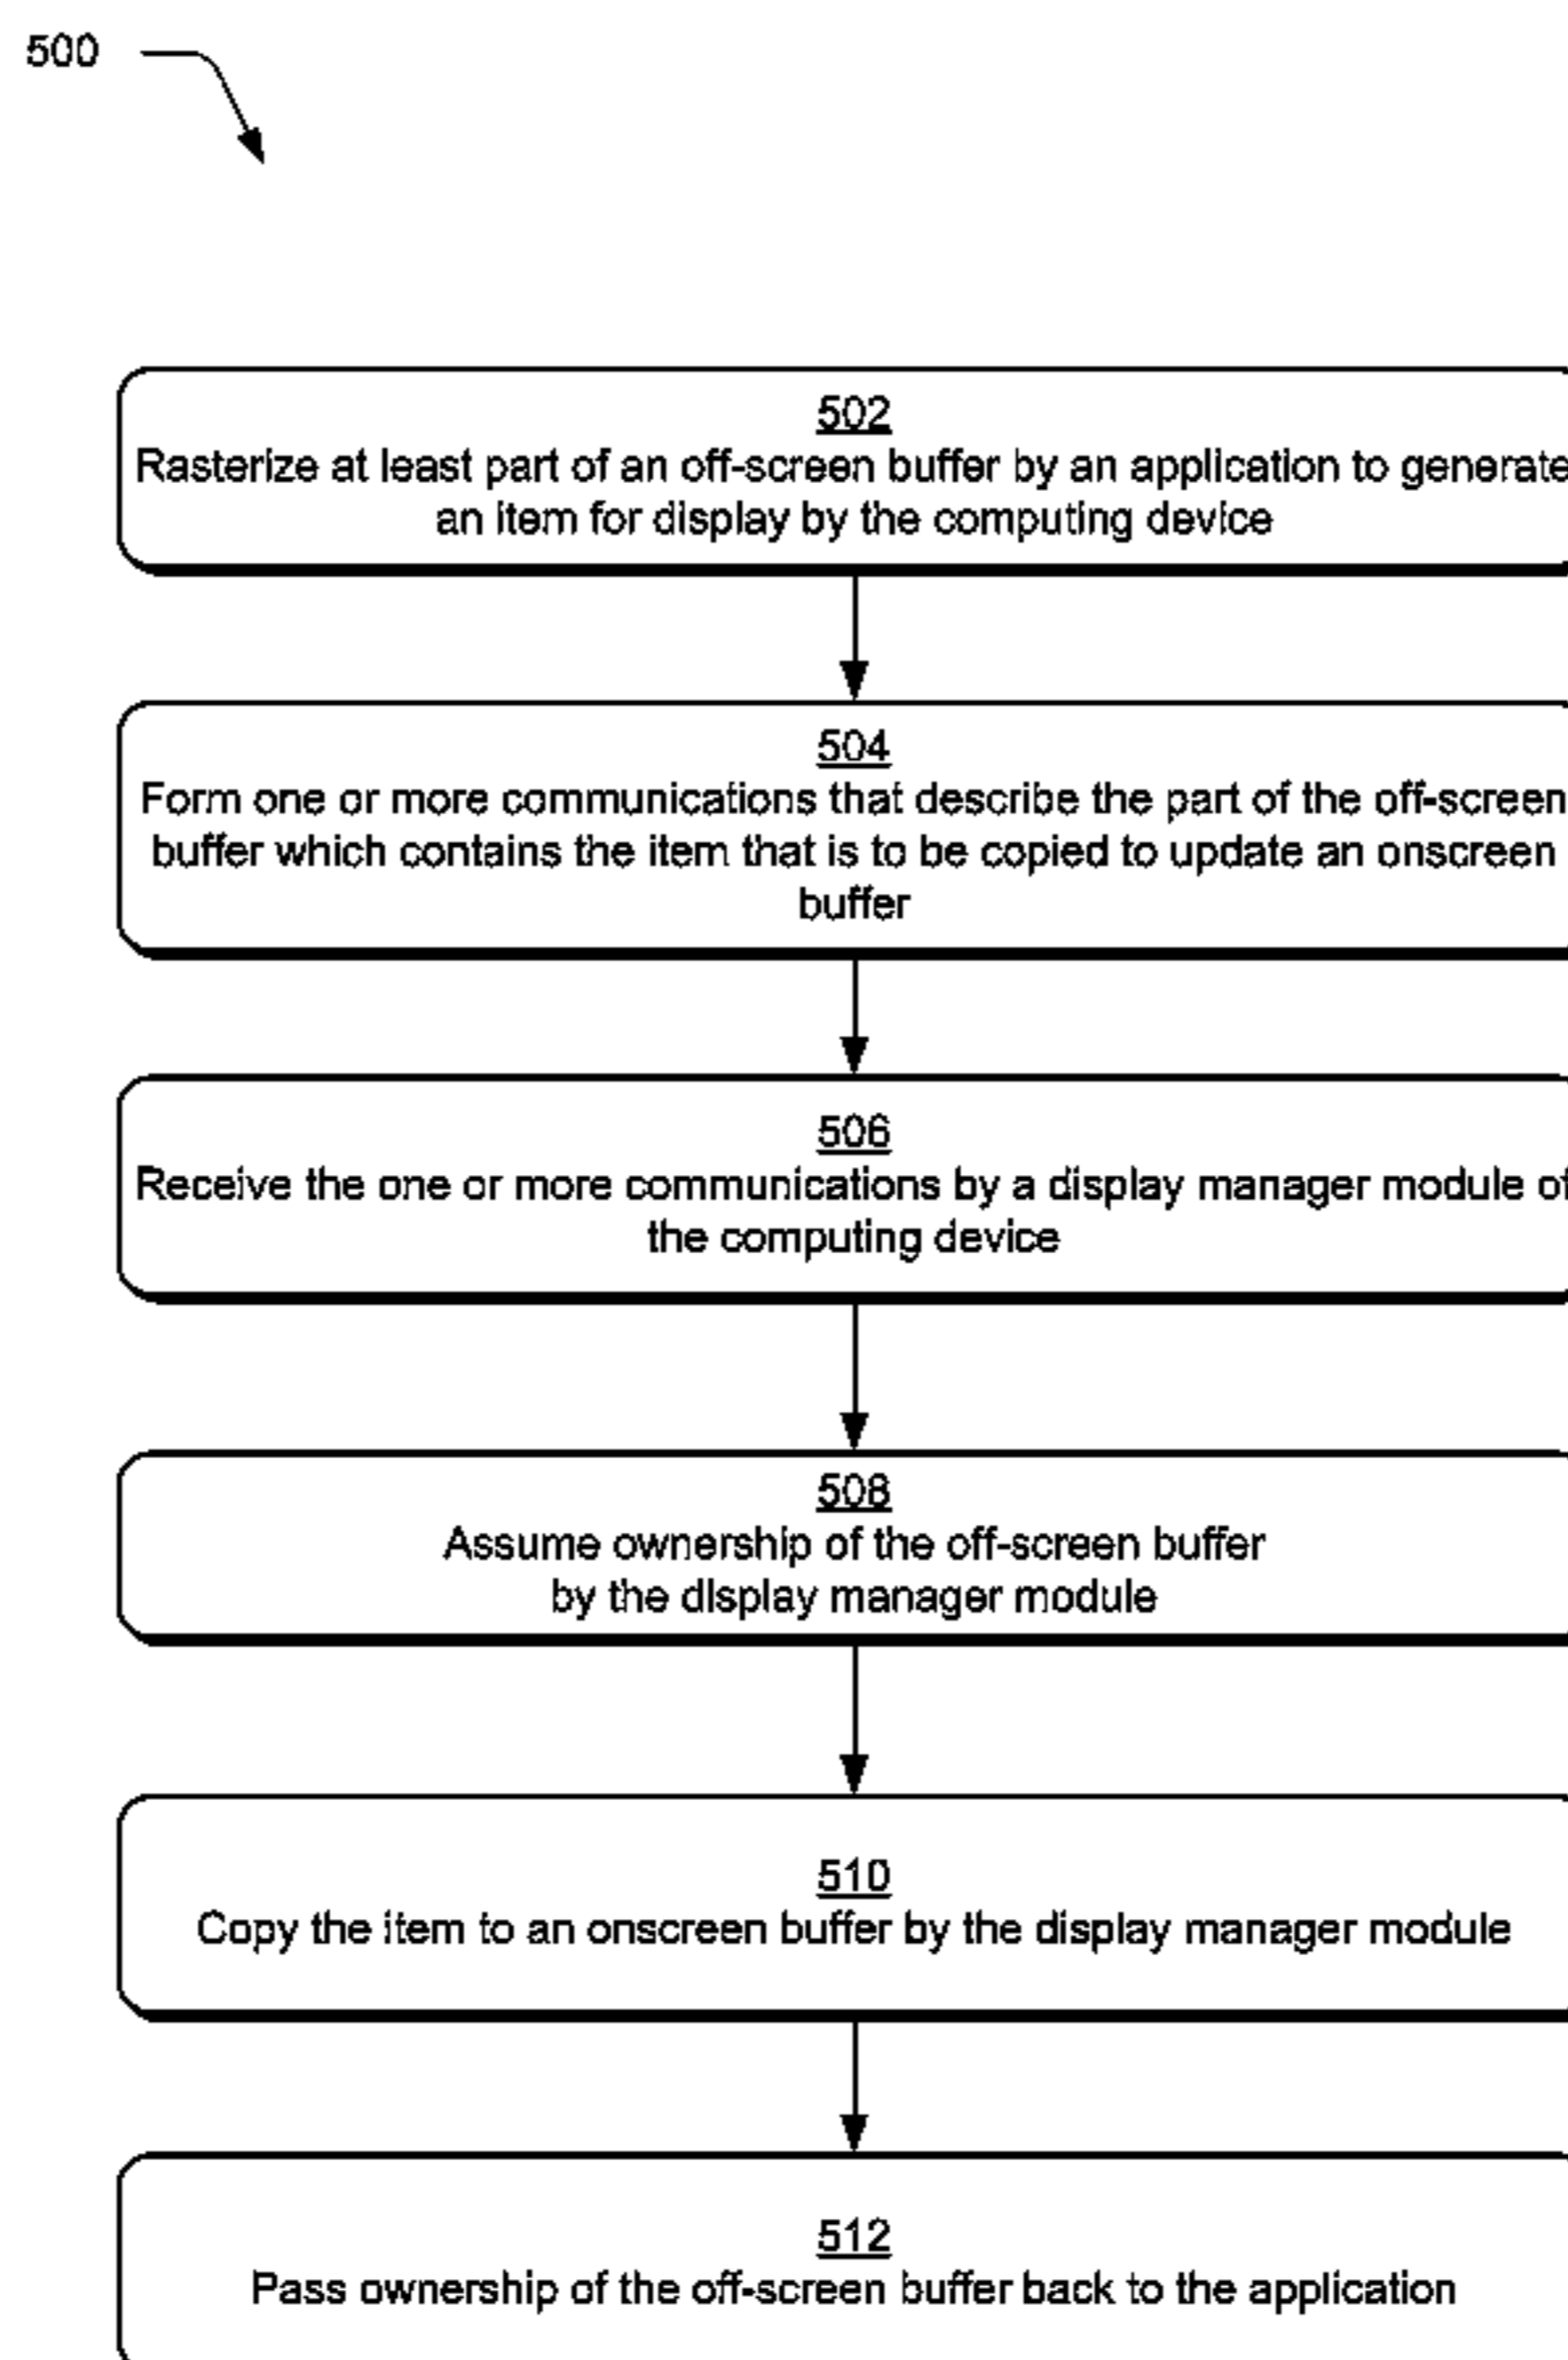 500
502
Rasterize at least part of an off-screen buffer by an application to generate
an item for display by the computing device
504
Form one or more communications that describe the part of the off-screen
buffer which contains the item that is to be copied to update an onscreen
buffer
506
Receive the one or more communications by a display manager module of
the computing device
508
Assume ownership of the off-screen buffer
by the display manager module
510
Copy the item to an onscreen buffer by the display manager module
512
Pass ownership of the off-screen buffer back to the application